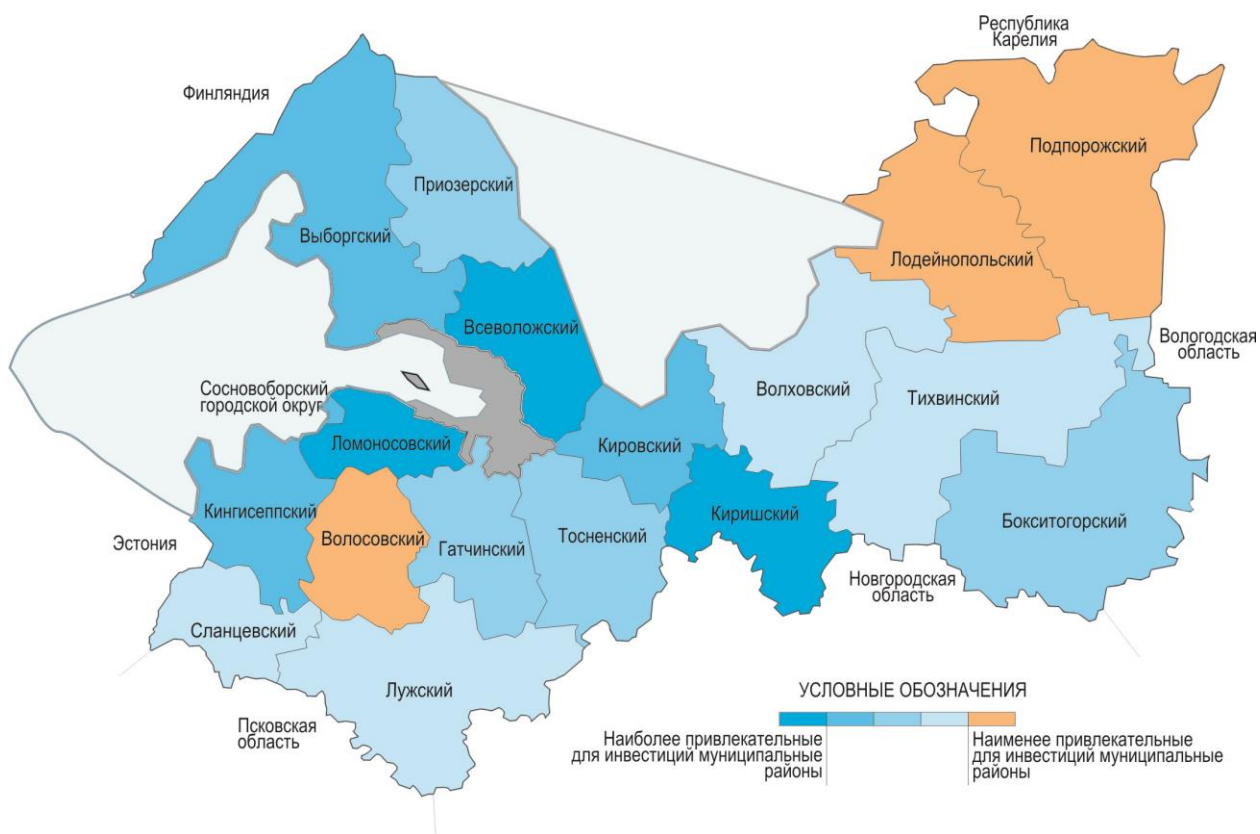 Республика
Карелия
Финляндия
Подпорожский
Приозерский
Выборгский
Лодейнопольский
Всеволожский
Вологодская
область
Сосновоборский
городской округ
Волховский
Тихвинский
Ломоносовский
Кировский
Кингисеппский
Киришский
Бокситогорский
Волосовский
Гатчинский
Тосненский
Эстония
Новгородская
область
Сланцевский
Лужский
Псковская
область
УСЛОВНЫЕ ОБОЗНАЧЕНИЯ
Наиболее привлекательные
для инвестиций муниципальные
районы
Наименее привлекательные
для инвестиций муниципальные
районы